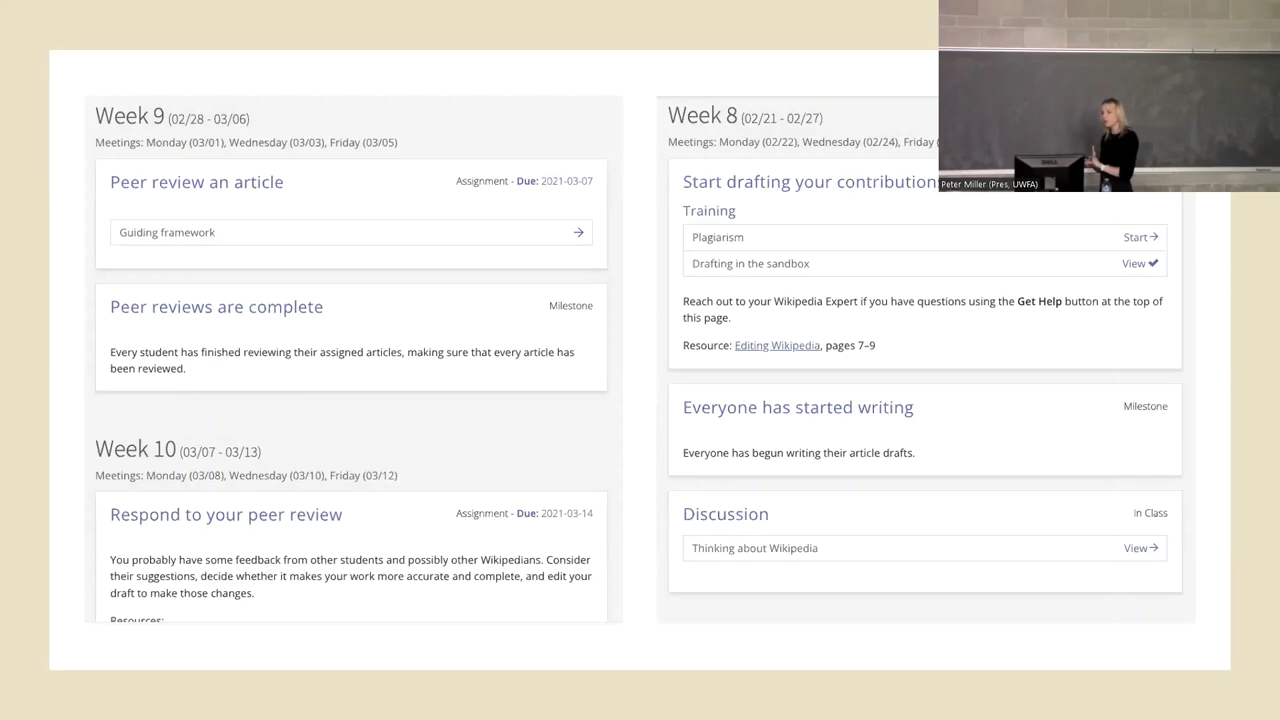 Week 9 (02/28 - 03/06)
Meetings: Monday (03/01), Wednesday (03/03), Friday (03/05)
Peer review an article
Assignment - Due: 2021-03-07
Guiding framework
Peer reviews are complete
Milestone
Every student has finished reviewing their assigned articles, making sure that every article has
been reviewed.
Week 10 (03/07 - 03/13)
Meetings: Monday (03/08), Wednesday (03/10), Friday (03/12)
Respond to your peer review
Assignment - Due: 2021-03-14
You probably have some feedback from other students and possibly other Wikipedians. Consider
their suggestions, decide whether it makes your work more accurate and complete, and edit your
draft to make those changes.
Resources:
Week 8 (02/21 - 02/27)
Meetings: Monday (02/22), Wednesday (02/24), Friday (
Start drafting your contribution
Training
Plagiarism
Start
Drafting in the sandbox
View
Reach out to your Wikipedia Expert if you have questions using the Get Help button at the top of
this page.
Resource: Editing Wikipedia, pages 7–9
Everyone has started writing
Milestone
Everyone has begun writing their article drafts.
Discussion
In Class
Thinking about Wikipedia
View
DELL
Peter Miller (Pres, UWFA)